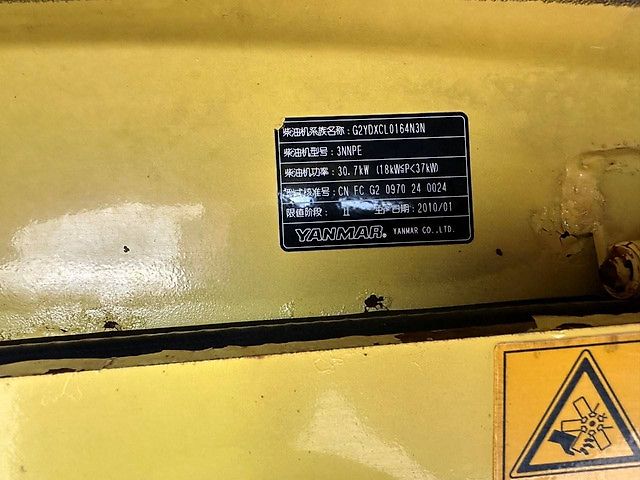 柴油机系族名称：G2YDXCL0164N3N
柴油机型号：3NNPE
柴油机功率：30.7kW (18kW≦P<37kW)
型式核准号：CN FC G2 0970 24 0024
限值阶段： II 生产日期：2010/01
YANMAR® YANMAR CO.,LTD.